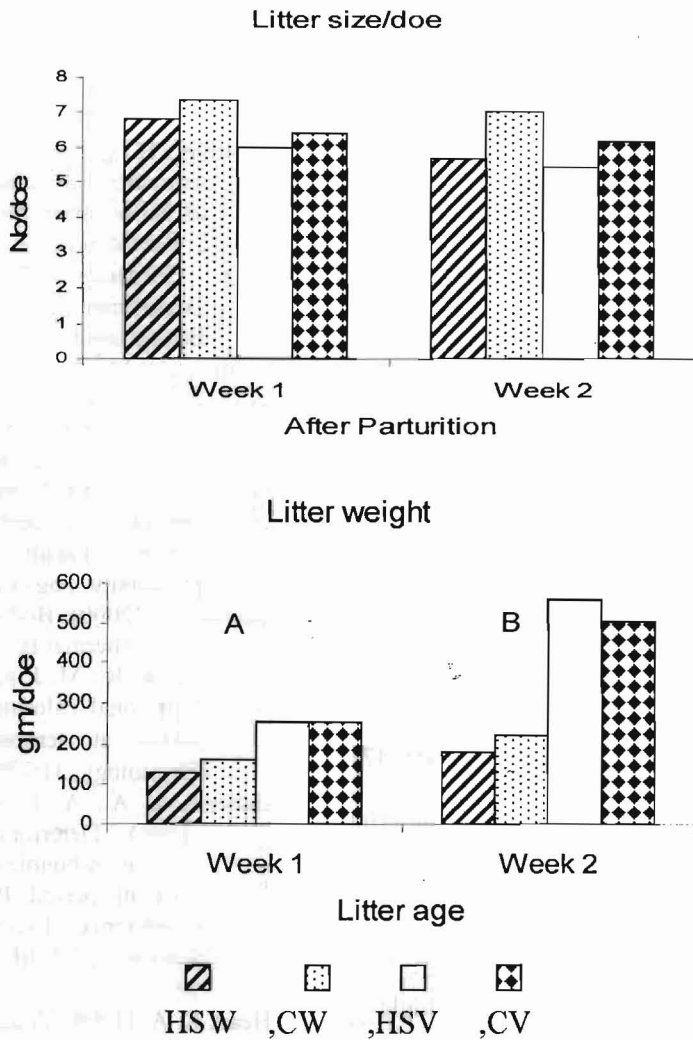 Litter size/doe
8
7
6
5
4
3
2
1
0
No/doe
Week 1 Week 2
After Parturition
Litter weight
600
500
400
300
200
100
0
gm/doe
A B
Week 1 Week 2
Litter age
HSW ,CW ,HSV ,CV